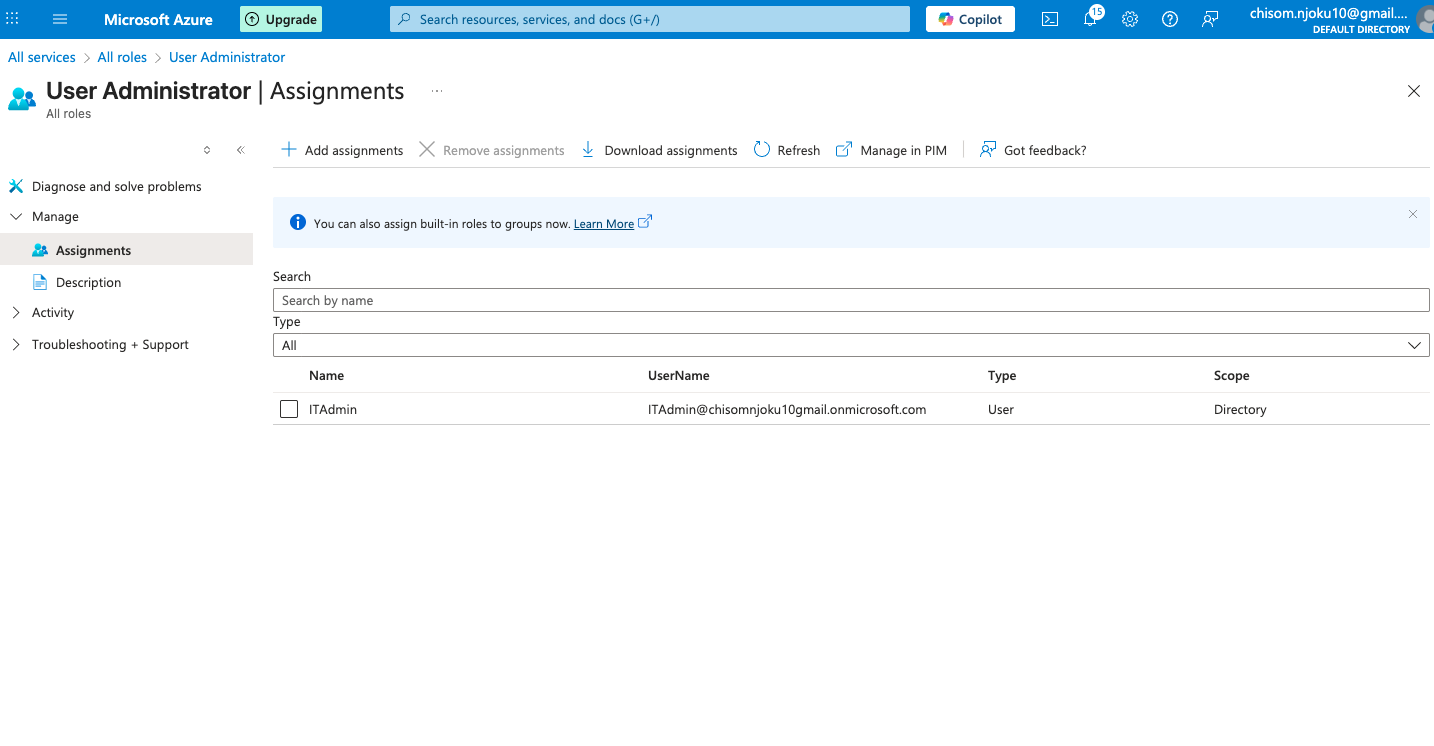 Microsoft Azure Upgrade Search resources, services, and docs (G+/) Copilot 15 chisom.njoku10@gmail....
DEFAULT DIRECTORY
All services > All roles > User Administrator
User Administrator | Assignments ...
All roles
Add assignments Remove assignments Download assignments Refresh Manage in PIM Got feedback?
Diagnose and solve problems
Manage
Assignments
Description
Activity
Troubleshooting + Support
You can also assign built-in roles to groups now. Learn More
Search
Search by name
Type
All
Name UserName Type Scope
ITAdmin ITAdmin@chisomnjoku10gmail.onmicrosoft.com User Directory